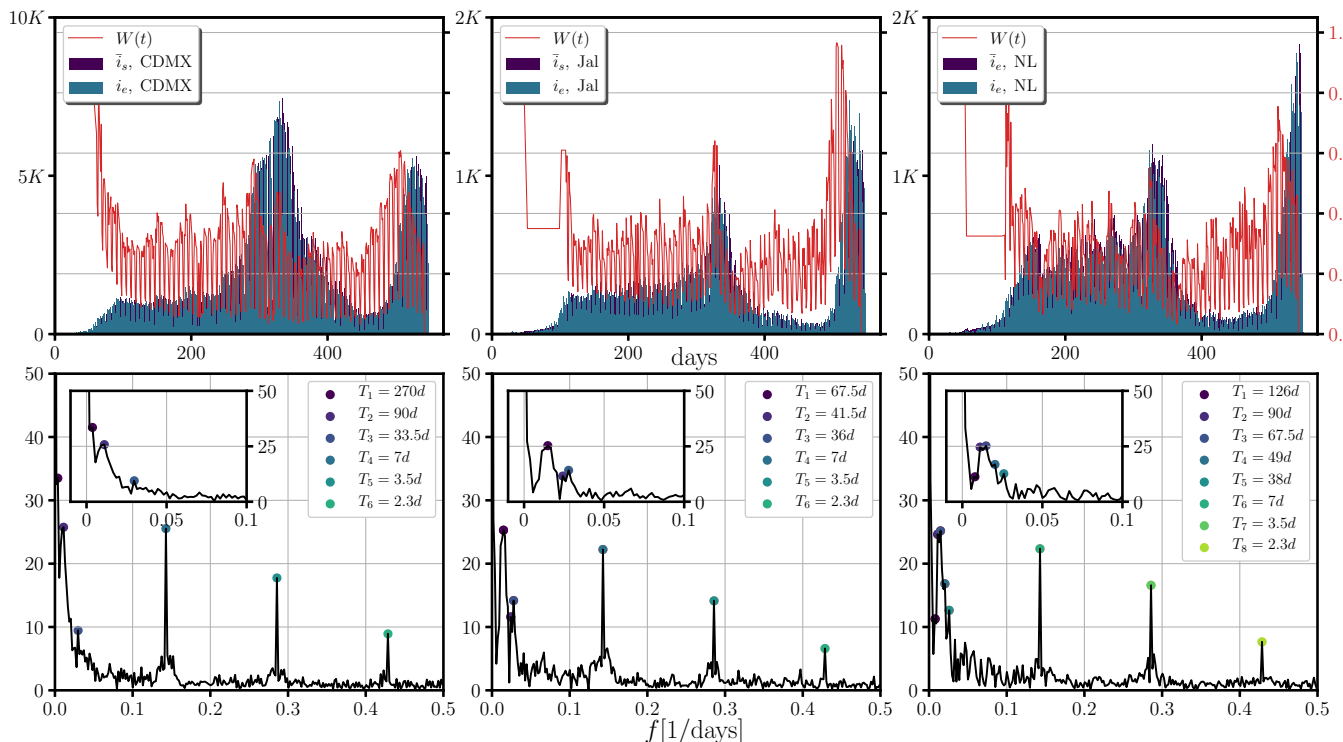 10K
5K
0
W(t)
i̅_s, CDMX
i_e, CDMX
0 200 400
2K
1K
0
W(t)
i̅_s, Jal
i_e, Jal
0 200 400
days
2K
1K
0
W(t)
i̅_e, NL
i_e, NL
0 200 400
1.
0.
0.
0.
0.
0.
50
40
30
20
10
0
50
25
0
0 0.05 0.1
T_1 = 270d
T_2 = 90d
T_3 = 33.5d
T_4 = 7d
T_5 = 3.5d
T_6 = 2.3d
0.0 0.1 0.2 0.3 0.4 0.5
50
40
30
20
10
0
50
25
0
0 0.05 0.1
T_1 = 67.5d
T_2 = 41.5d
T_3 = 36d
T_4 = 7d
T_5 = 3.5d
T_6 = 2.3d
0.0 0.1 0.2 0.3 0.4 0.5
f[1/days]
50
40
30
20
10
0
50
25
0
0 0.05 0.1
T_1 = 126d
T_2 = 90d
T_3 = 67.5d
T_4 = 49d
T_5 = 38d
T_6 = 7d
T_7 = 3.5d
T_8 = 2.3d
0.0 0.1 0.2 0.3 0.4 0.5